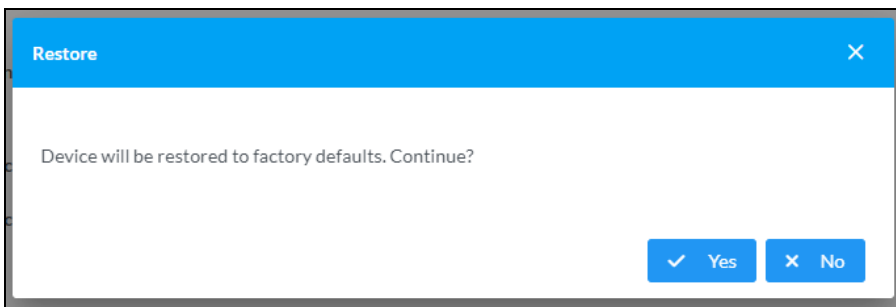 Restore
Device will be restored to factory defaults. Continue?
Yes No